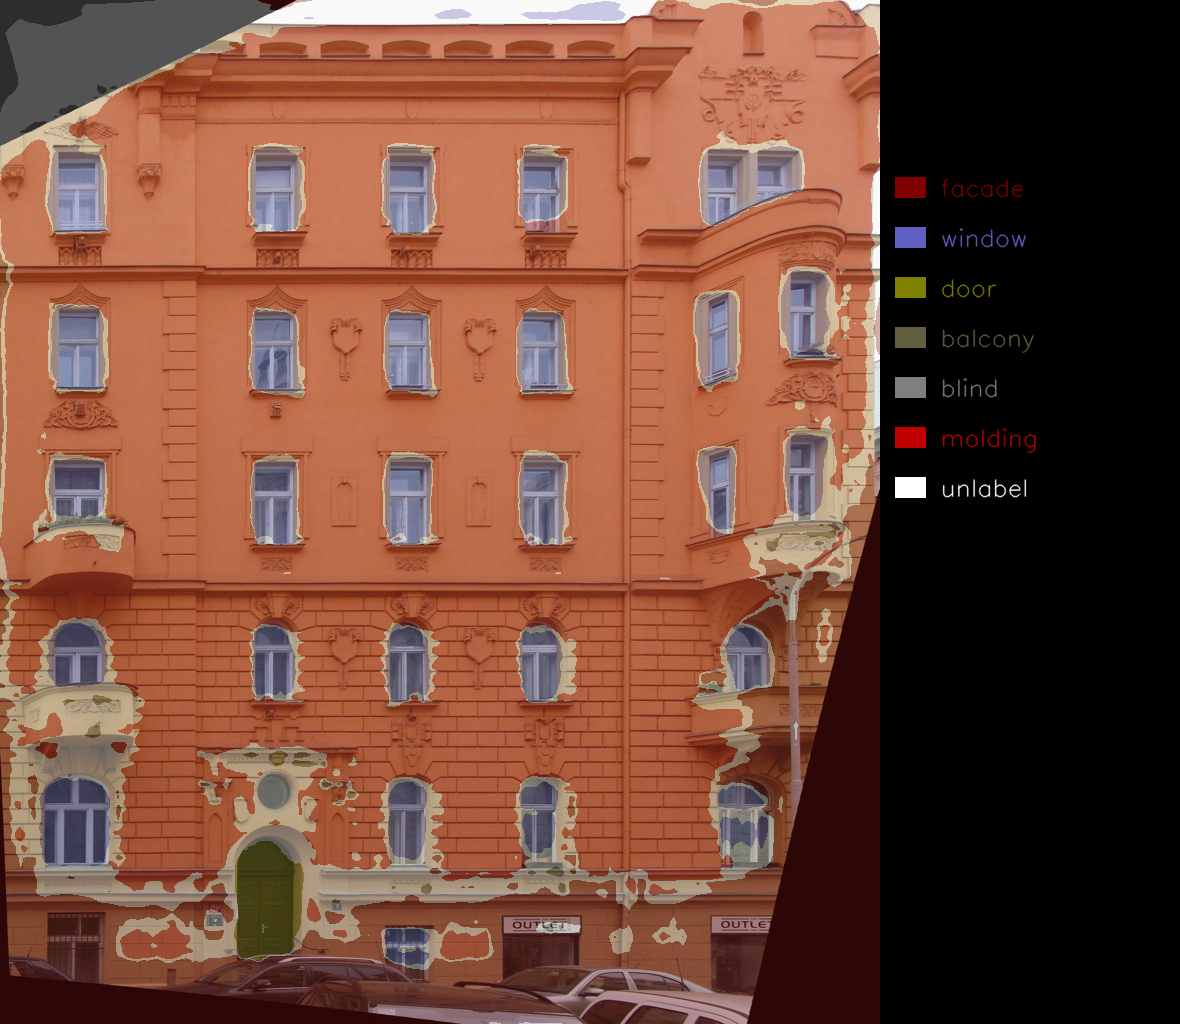 facade
window
door
balcony
blind
molding
unlabel
OUTLET
OUTLET